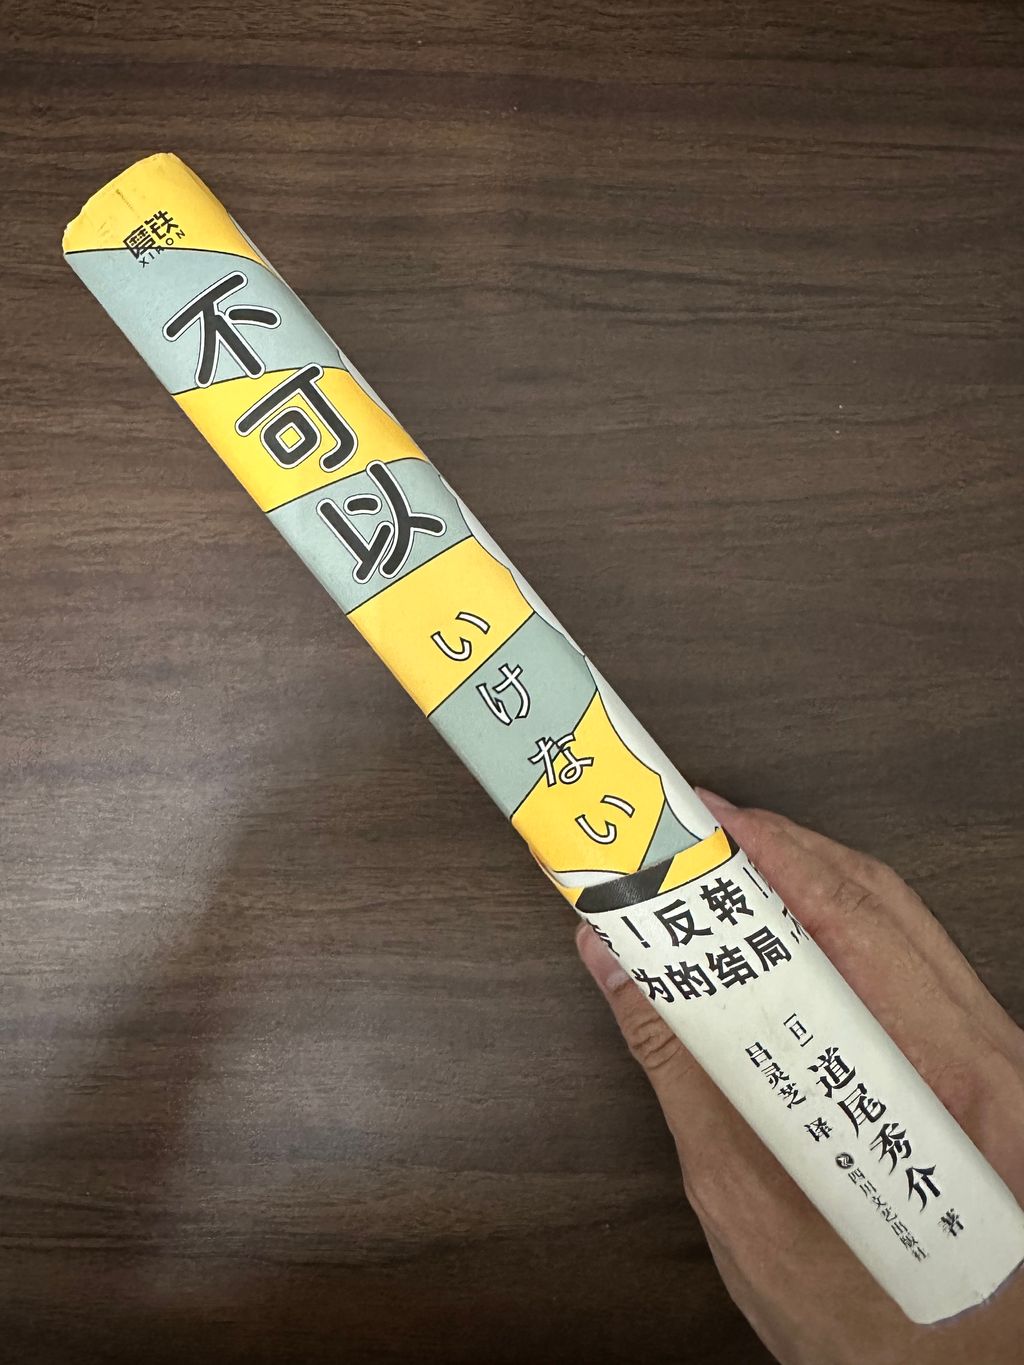 磨铁
XIRON
不可以
いけない
！反转！
的结局
[日]道尾秀介 著
吕灵芝 译
四川文艺出版社